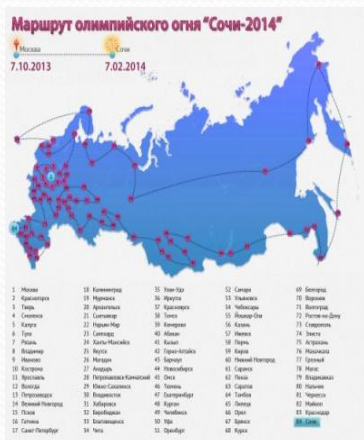 Маршрут олимпийского огня “Сочи-2014”
Москва
Сочи
7.10.2013
7.02.2014
1 Москва
2 Красногорск
3 Тверь
4 Смоленск
5 Калуга
6 Тула
7 Рязань
8 Владимир
9 Иваново
10 Кострома
11 Ярославль
12 Вологда
13 Петрозаводск
14 Великий Новгород
15 Псков
16 Гатчина
17 Санкт-Петербург
18 Калининград
19 Мурманск
20 Архангельск
21 Сыктывкар
22 Нарьян-Мар
23 Салехард
24 Ханты-Мансийск
25 Якутск
26 Магадан
27 Анадырь
28 Петропавловск-Камчатский
29 Южно-Сахалинск
30 Владивосток
31 Хабаровск
32 Биробиджан
33 Благовещенск
34 Чита
35 Улан-Удэ
36 Иркутск
37 Красноярск
38 Томск
39 Кемерово
40 Абакан
41 Кызыл
42 Горно-Алтайск
43 Барнаул
44 Новосибирск
45 Омск
46 Тюмень
47 Екатеринбург
48 Курган
49 Челябинск
50 Уфа
51 Оренбург
52 Самара
53 Ульяновск
54 Чебоксары
55 Йошкар-Ола
56 Казань
57 Ижевск
58 Пермь
59 Киров
60 Нижний Новгород
61 Саранск
62 Пенза
63 Саратов
64 Тамбов
65 Липецк
66 Орел
67 Брянск
68 Курск
69 Белгород
70 Воронеж
71 Волгоград
72 Ростов-на-Дону
73 Ставрополь
74 Элиста
75 Астрахань
76 Махачкала
77 Грозный
78 Магас
79 Владикавказ
80 Нальчик
81 Черкесск
82 Майкоп
83 Краснодар
84 Сочи